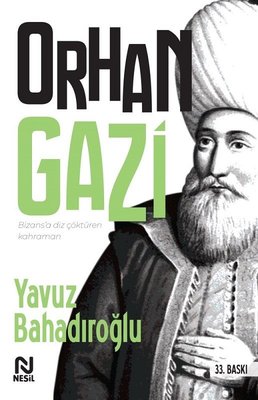 ORHAN
GAZİ
Bizans'a diz çöktüren
kahraman
Yavuz
Bahadıroğlu
NESİL
33. BASKI